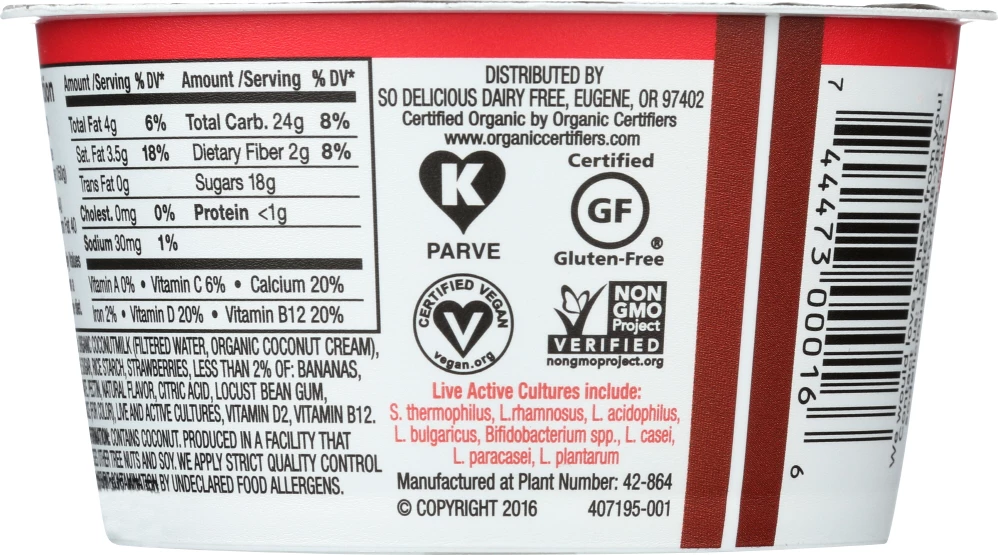 Amount /Serving % DV* Amount /Serving % DV*
Total Fat 4g 6% Total Carb. 24g 8%
Sat. Fat 3.5g 18% Dietary Fiber 2g 8%
Trans Fat 0g Sugars 18g
Cholest. 0mg 0% Protein <1g
Sodium 30mg 1%
Vitamin A 0% • Vitamin C 6% • Calcium 20%
Iron 2% • Vitamin D 20% • Vitamin B12 20%
COCONUTMILK (FILTERED WATER, ORGANIC COCONUT CREAM),
RICE STARCH, STRAWBERRIES, LESS THAN 2% OF: BANANAS,
NATURAL FLAVOR, CITRIC ACID, LOCUST BEAN GUM,
LIVE AND ACTIVE CULTURES, VITAMIN D2, VITAMIN B12.
CONTAINS COCONUT. PRODUCED IN A FACILITY THAT
TREE NUTS AND SOY. WE APPLY STRICT QUALITY CONTROL
BY UNDECLARED FOOD ALLERGENS.
DISTRIBUTED BY
SO DELICIOUS DAIRY FREE, EUGENE, OR 97402
Certified Organic by Organic Certifiers
www.organiccertifiers.com
K
PARVE
Certified
GF
®
Gluten-Free
CERTIFIED VEGAN
V
vegan.org
NON
GMO
Project
VERIFIED
nongmoproject.org
Live Active Cultures include:
S. thermophilus, L.rhamnosus, L. acidophilus,
L. bulgaricus, Bifidobacterium spp., L. casei,
L. paracasei, L. plantarum
Manufactured at Plant Number: 42-864
© COPYRIGHT 2016 407195-001
7 44473 00016 6